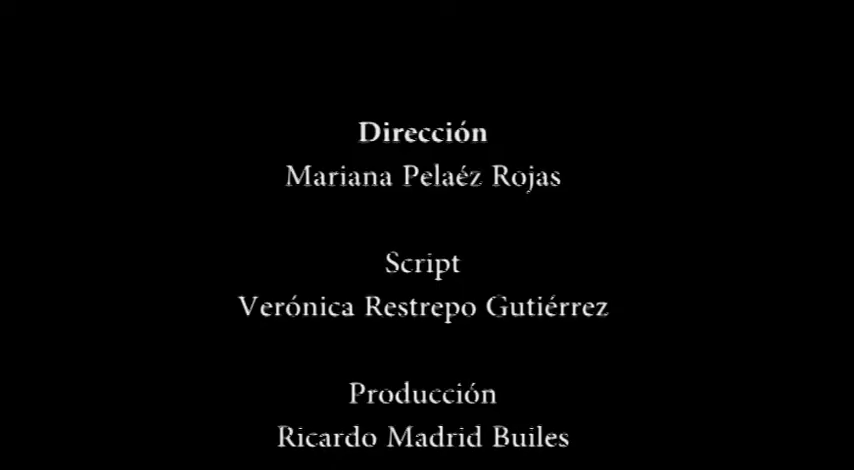 Dirección
Mariana Pelaéz Rojas
Script
Verónica Restrepo Gutiérrez
Producción
Ricardo Madrid Builes